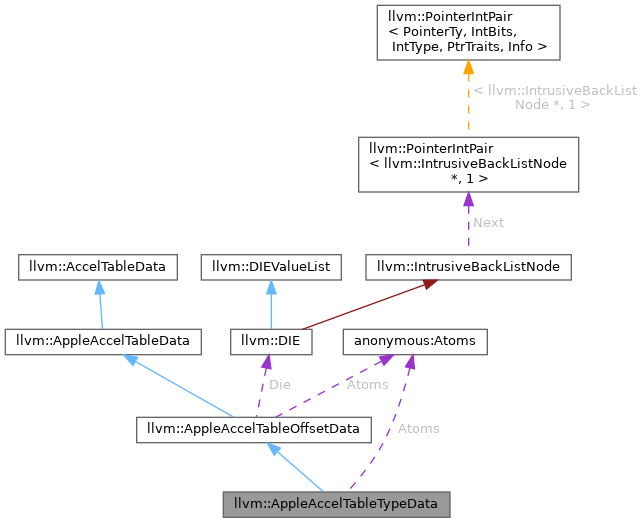 llvm::PointerIntPair
< PointerTy, IntBits,
IntType, PtrTraits, Info >
< llvm::IntrusiveBackList
Node *, 1 >
llvm::PointerIntPair
< llvm::IntrusiveBackListNode
*, 1 >
Next
llvm::AccelTableData
llvm::DIEValueList
llvm::IntrusiveBackListNode
llvm::AppleAccelTableData
llvm::DIE
anonymous:Atoms
Die
Atoms
llvm::AppleAccelTableOffsetData
Atoms
llvm::AppleAccelTableTypeData